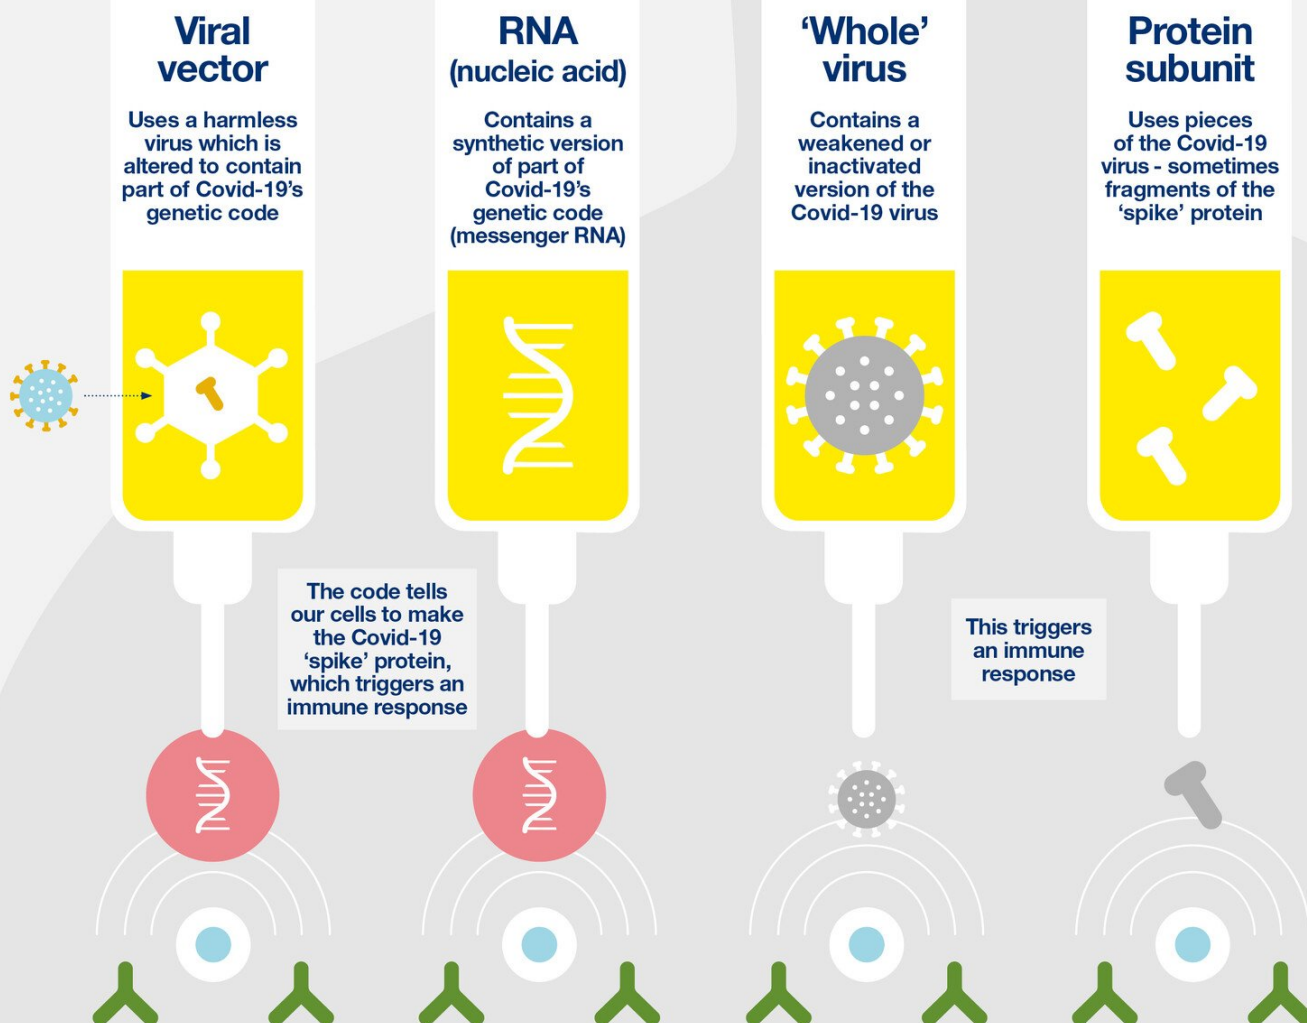 Viral
vector
Uses a harmless
virus which is
altered to contain
part of Covid-19’s
genetic code
RNA
(nucleic acid)
Contains a
synthetic version
of part of
Covid-19’s
genetic code
(messenger RNA)
‘Whole’
virus
Contains a
weakened or
inactivated
version of the
Covid-19 virus
Protein
subunit
Uses pieces
of the Covid-19
virus - sometimes
fragments of the
‘spike’ protein
The code tells
our cells to make
the Covid-19
‘spike’ protein,
which triggers an
immune response
This triggers
an immune
response